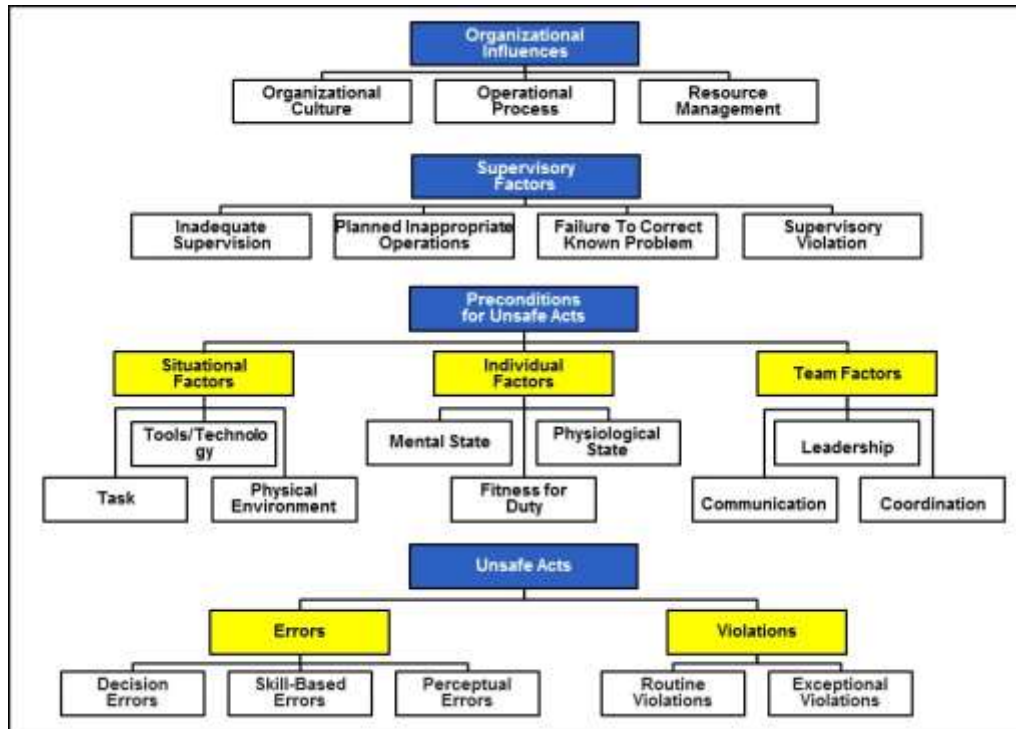 Organizational
Influences
Organizational
Culture
Operational
Process
Resource
Management
Supervisory
Factors
Inadequate
Supervision
Planned Inappropriate
Operations
Failure To Correct
Known Problem
Supervisory
Violation
Preconditions
for Unsafe Acts
Situational
Factors
Individual
Factors
Team Factors
Tools/Technolo
gy
Mental State
Physiological
State
Leadership
Task
Physical
Environment
Fitness for
Duty
Communication
Coordination
Unsafe Acts
Errors
Violations
Decision
Errors
Skill-Based
Errors
Perceptual
Errors
Routine
Violations
Exceptional
Violations